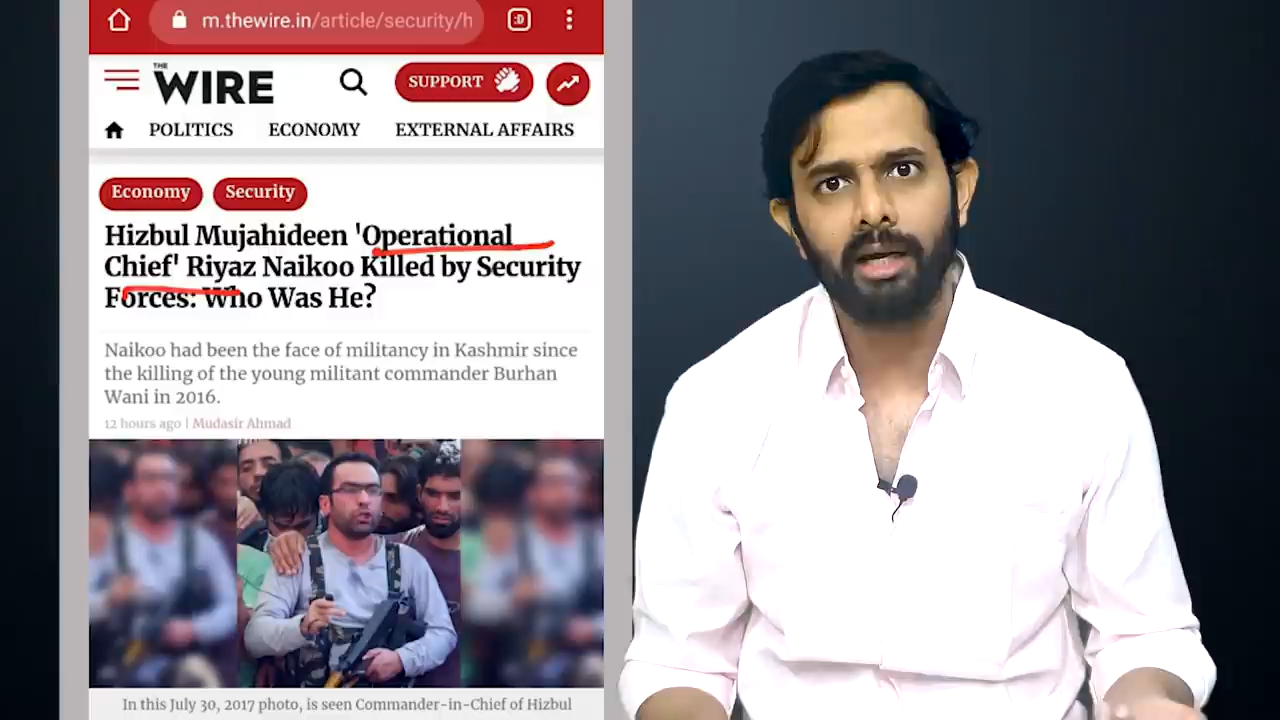 m.thewire.in/article/security/h
:D
THE
WIRE
SUPPORT
POLITICS ECONOMY EXTERNAL AFFAIRS
Economy Security
Hizbul Mujahideen 'Operational
Chief' Riyaz Naikoo Killed by Security
Forces: Who Was He?
Naikoo had been the face of militancy in Kashmir since
the killing of the young militant commander Burhan
Wani in 2016.
12 hours ago | Mudasir Ahmad
In this July 30, 2017 photo, is seen Commander-in-Chief of Hizbul